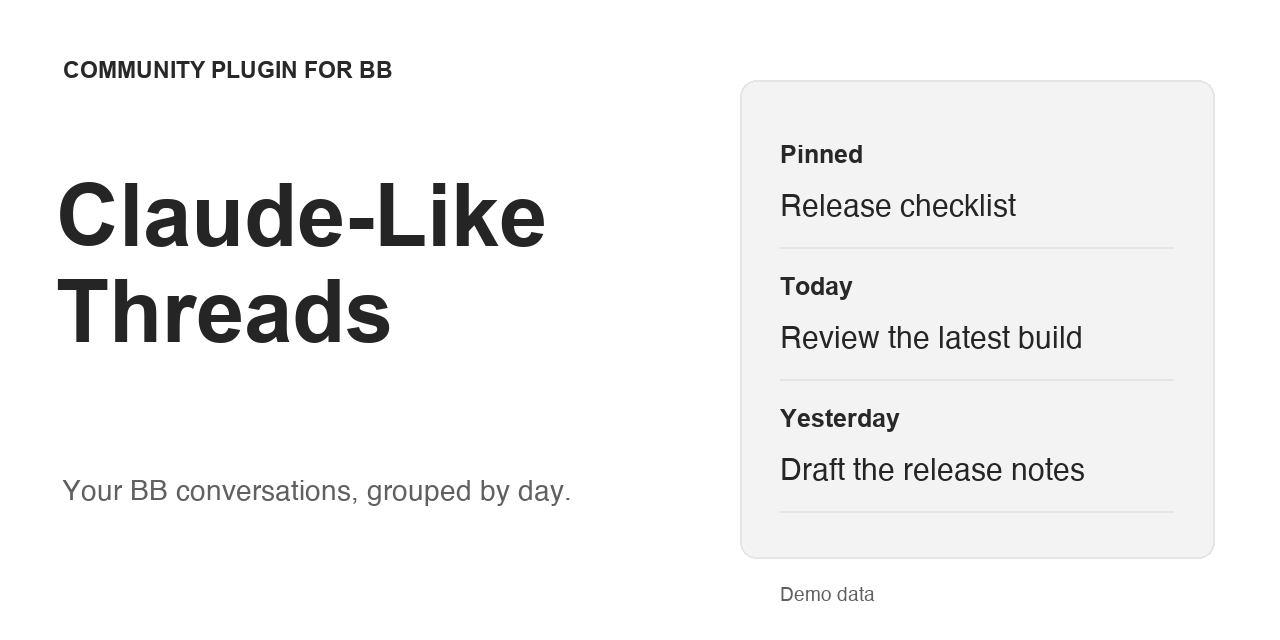 COMMUNITY PLUGIN FOR BB
Claude-Like
Threads
Your BB conversations, grouped by day.
Pinned
Release checklist
Today
Review the latest build
Yesterday
Draft the release notes
Demo data